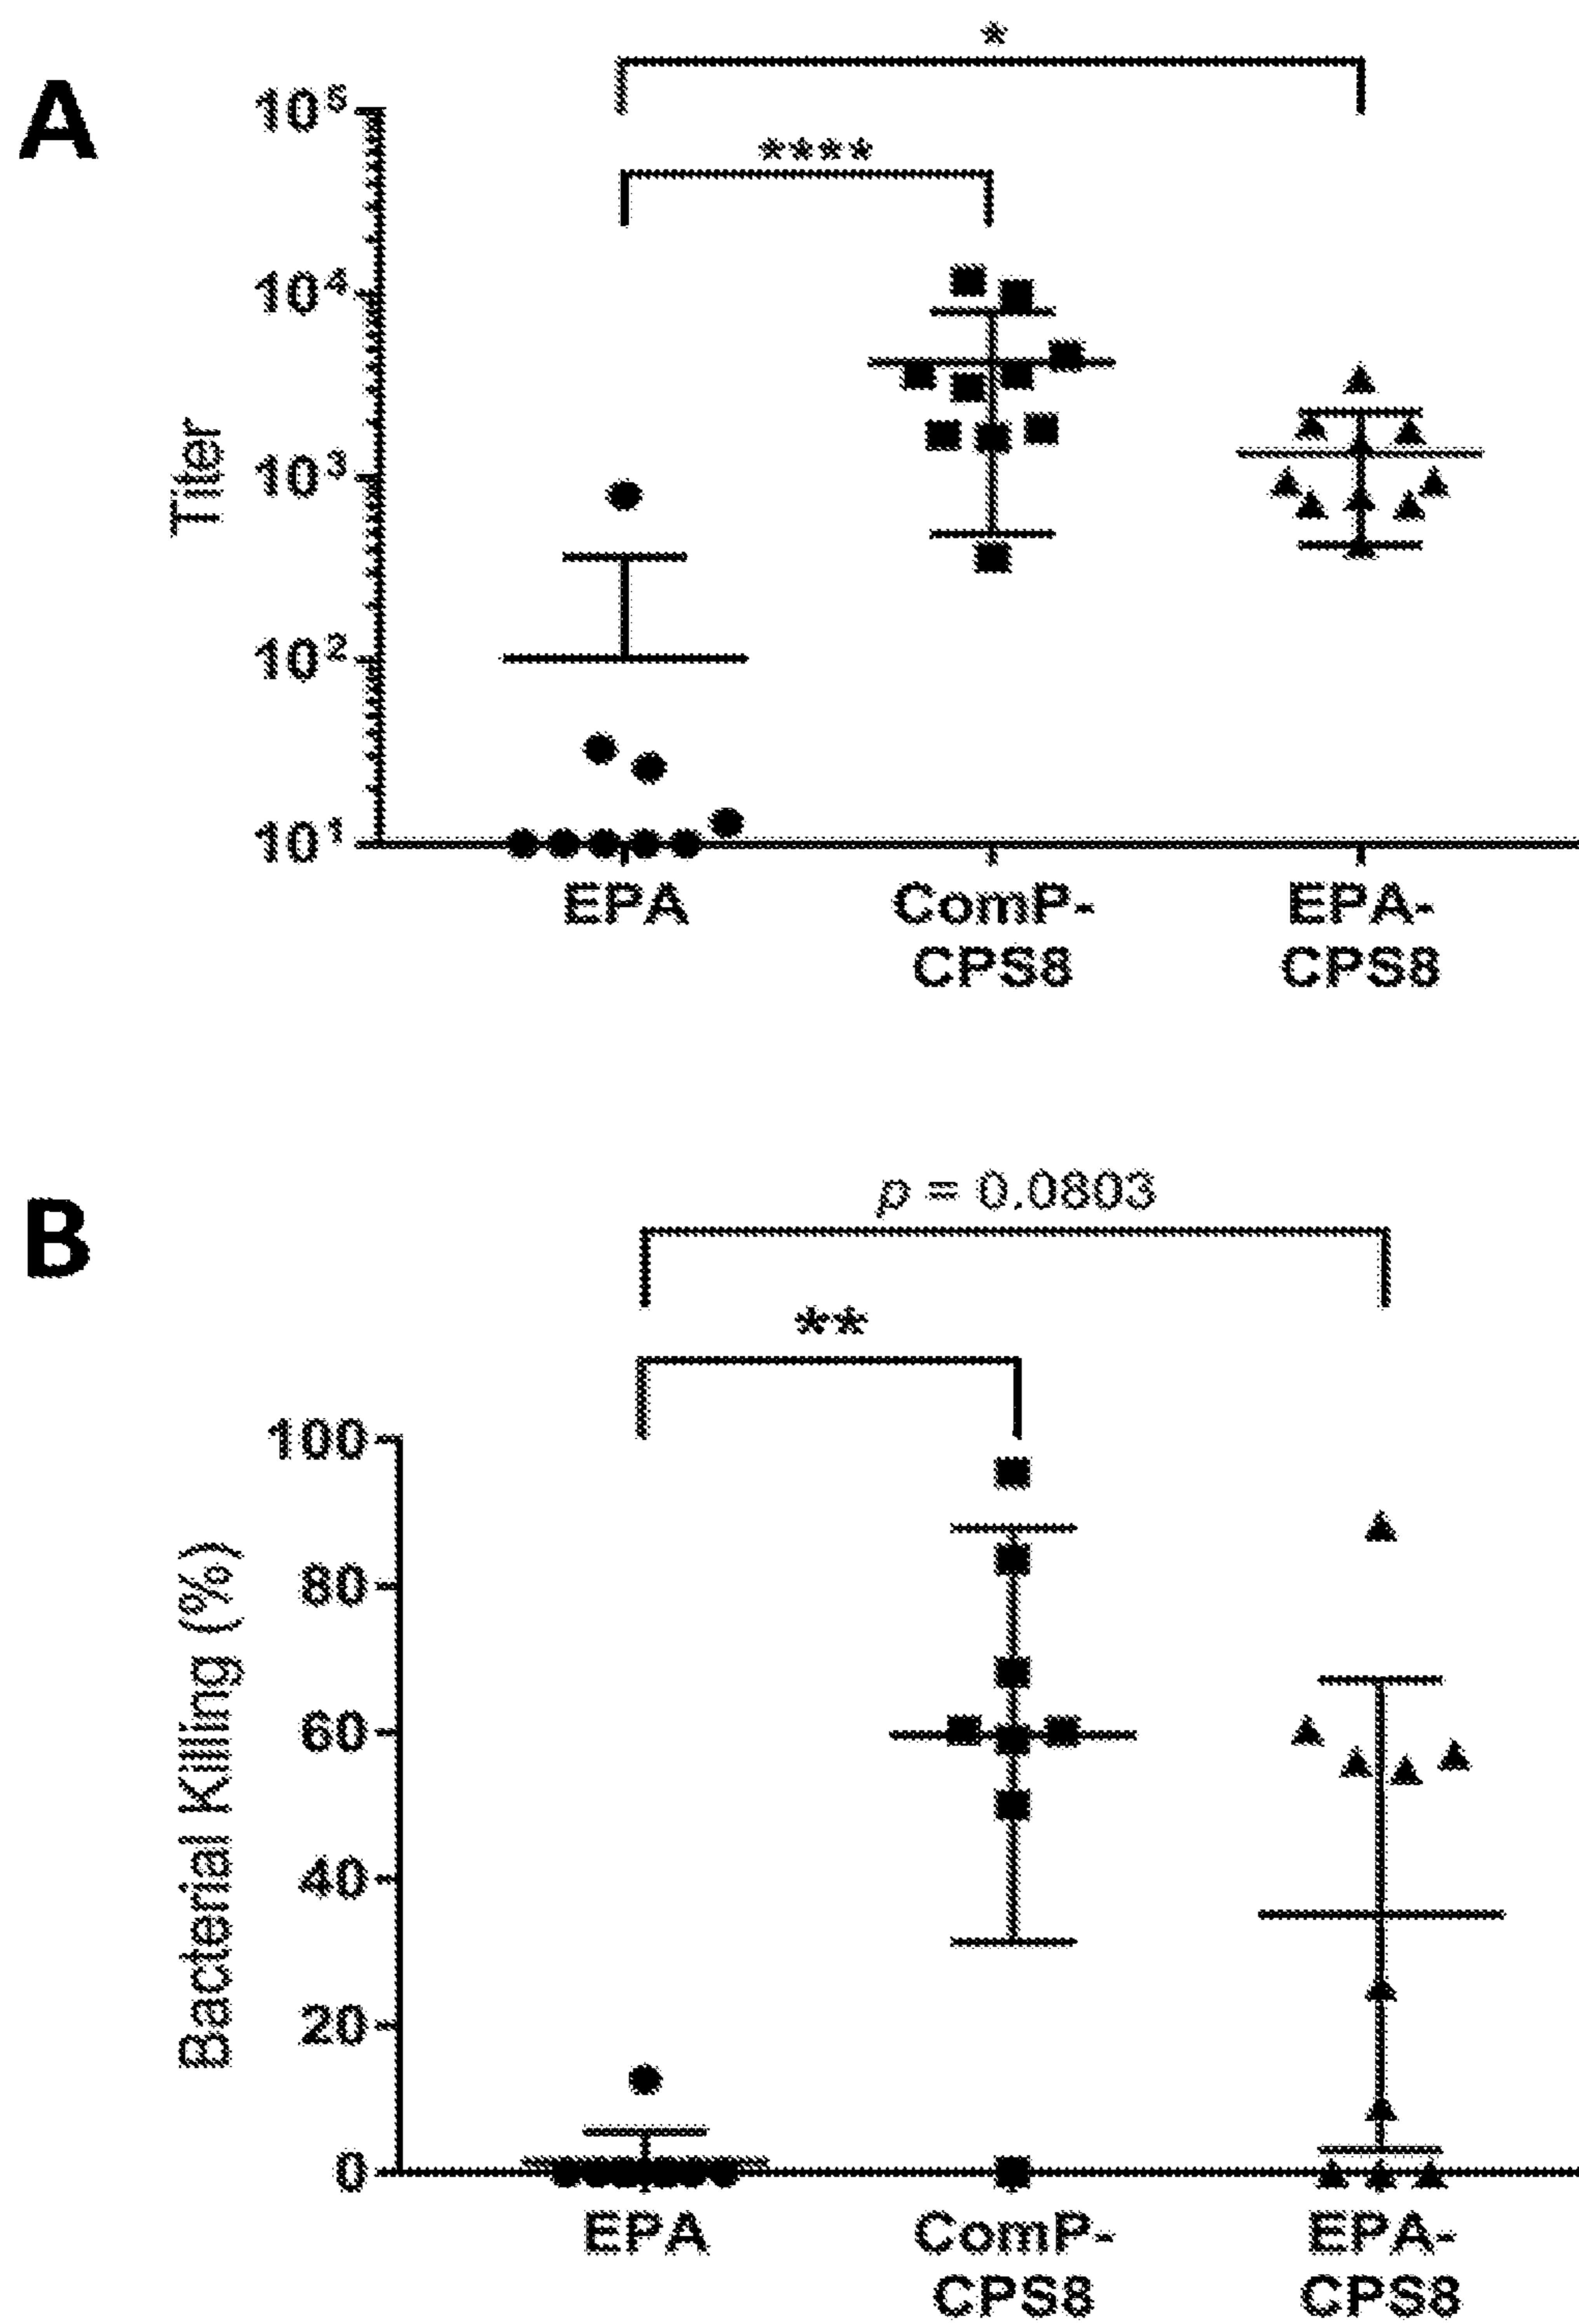 A
*
****
10⁵
10⁴
10³
10²
10¹
Titer
EPA
ComP-
CPS8
EPA-
CPS8
B
p = 0.0803
**
100
80
60
40
20
0
Bacterial Killing (%)
EPA
ComP-
CPS8
EPA-
CPS8